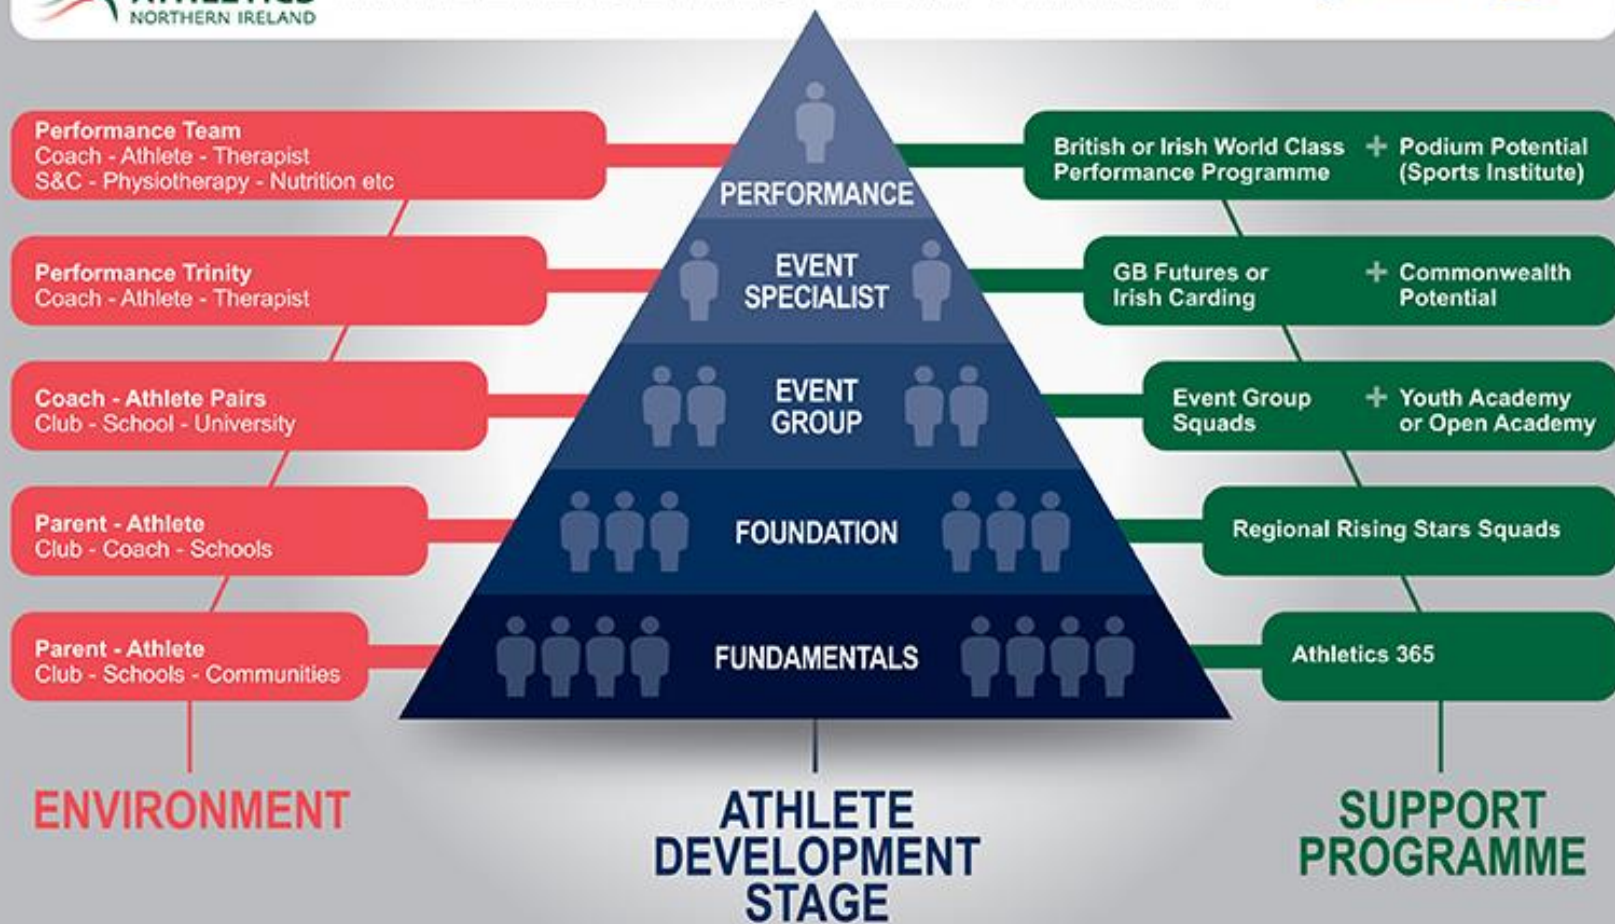 NORTHERN IRELAND
Performance Team
Coach - Athlete - Therapist
S&C - Physiotherapy - Nutrition etc
Performance Trinity
Coach - Athlete - Therapist
Coach - Athlete Pairs
Club - School - University
Parent - Athlete
Club - Coach - Schools
Parent - Athlete
Club - Schools - Communities
ENVIRONMENT
PERFORMANCE
EVENT
SPECIALIST
EVENT
GROUP
FOUNDATION
FUNDAMENTALS
ATHLETE
DEVELOPMENT
STAGE
British or Irish World Class + Podium Potential
Performance Programme (Sports Institute)
GB Futures or + Commonwealth
Irish Carding Potential
Event Group + Youth Academy
Squads or Open Academy
Regional Rising Stars Squads
Athletics 365
SUPPORT
PROGRAMME